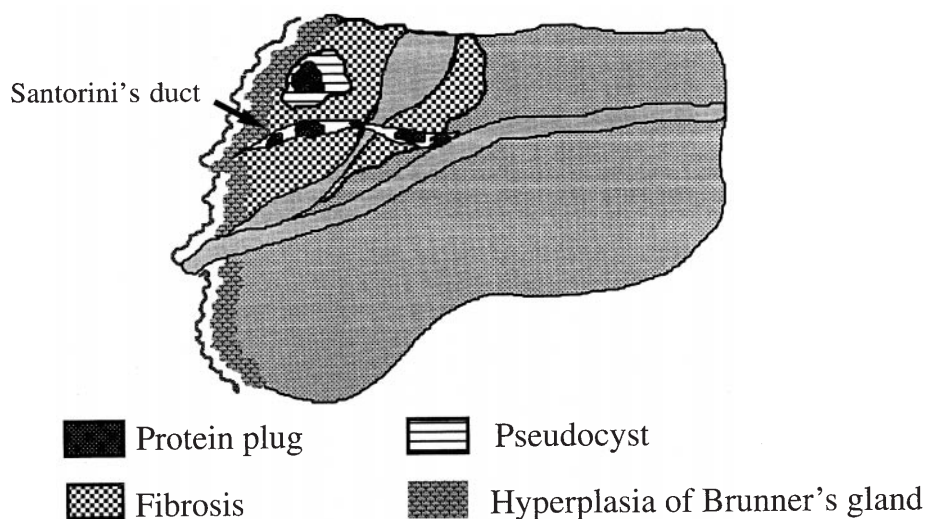 Santorini's duct
Protein plug
Pseudocyst
Fibrosis
Hyperplasia of Brunner's gland